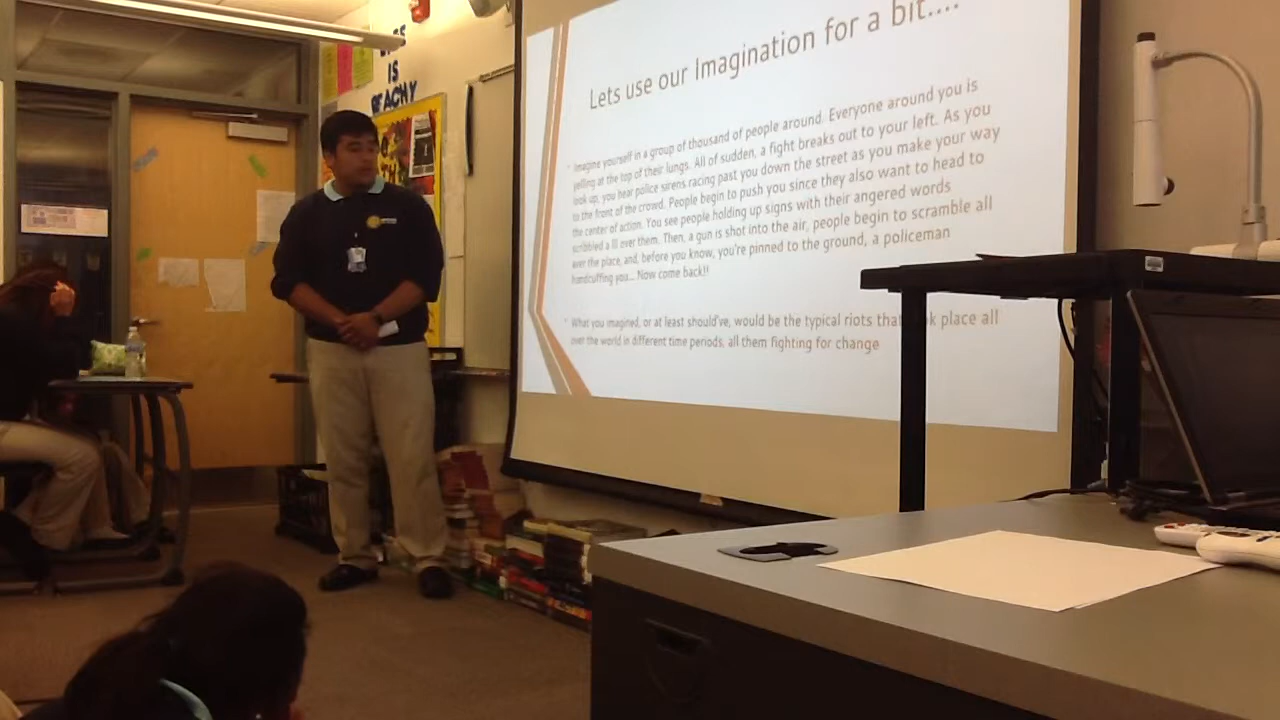 IS
PEACHY
Lets use our Imagination for a bit....
Imagine yourself in a group of thousand of people around. Everyone around you is
yelling at the top of their lungs. All of sudden, a fight breaks out to your left. As you
look up, you hear police sirens racing past you down the street as you make your way
to the front of the crowd. People begin to push you since they also want to head to
the center of action. You see people holding up signs with their angered words
scribbled a lll over them. Then, a gun is shot into the air, people begin to scramble all
over the place, and, before you know, you're pinned to the ground, a policeman
handcuffing you... Now come back!!
What you imagined, or at least should've, would be the typical riots that place all
over the world in different time periods, all them fighting for change